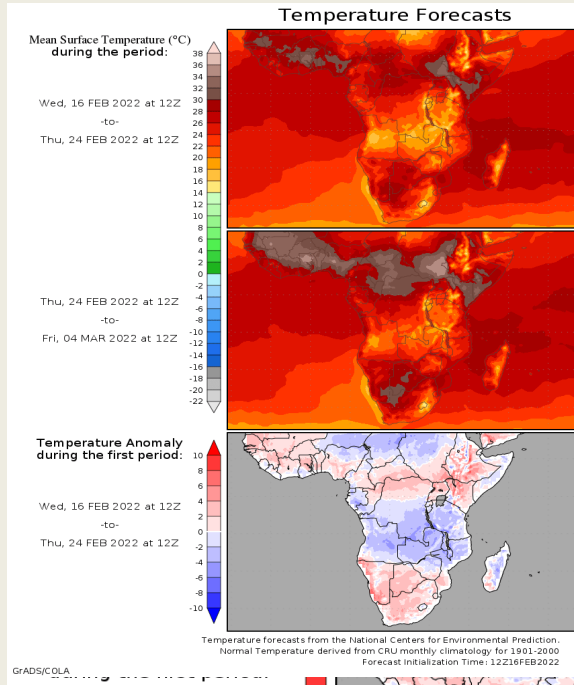 Temperature Forecasts
Mean Surface Temperature (°C)
during the period:
Wed, 16 FEB 2022 at 12Z
-to-
Thu, 24 FEB 2022 at 12Z
38
36
34
32
30
28
26
24
22
20
18
16
14
12
10
8
6
4
2
0
-2
-4
-6
-8
-10
-12
-14
-16
-18
-20
-22
Thu, 24 FEB 2022 at 12Z
-to-
Fri, 04 MAR 2022 at 12Z
Temperature Anomaly
during the first period:
Wed, 16 FEB 2022 at 12Z
-to-
Thu, 24 FEB 2022 at 12Z
10
8
6
4
2
0
-2
-4
-6
-8
-10
Temperature forecasts from the National Centers for Environmental Prediction.
Normal Temperature derived from CRU monthly climatology for 1901-2000
Forecast Initialization Time: 12Z16FEB2022
GrADS/COLA
during the first period: